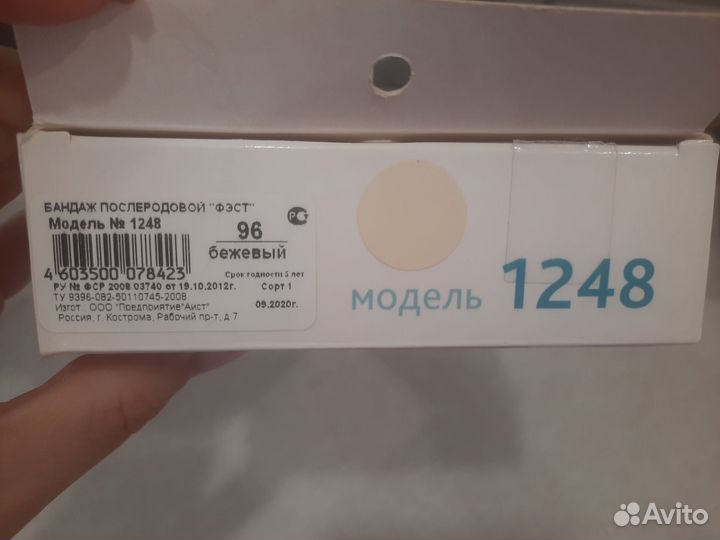 БАНДАЖ ПОСЛЕРОДОВОЙ "ФЭСТ"
Модель № 1248
96
бежевый
4 603500 078423
Срок годности 5 лет
РУ № ФСР 2008 03740 от 19.10.2012г. Сорт 1
ТУ 9396-082-50110745-2008
Изгот. ООО "Предприятие"Аист" 09.2020г.
Россия, г. Кострома, Рабочий пр-т, д.7
модель 1248
Avito